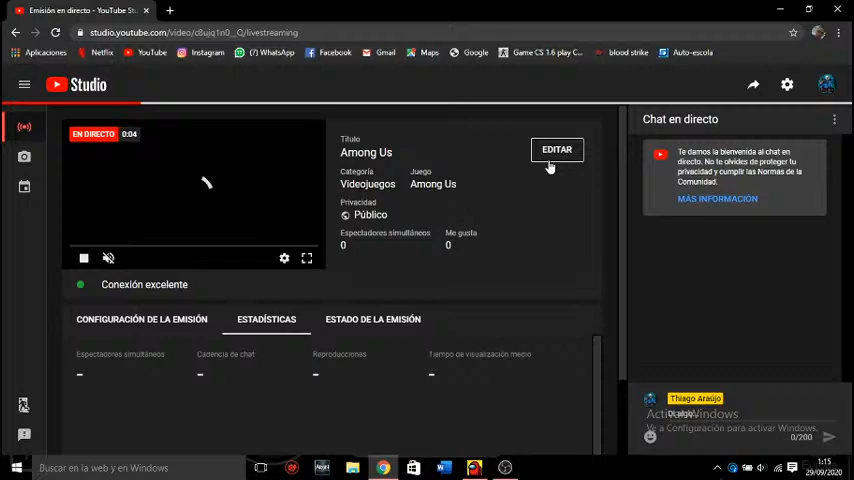 Emisión en directo - YouTube Stu
studio.youtube.com/video/c8ujq1n0_Q/livestreaming
Aplicaciones
Netflix
YouTube
Instagram
(7) WhatsApp
Facebook
Gmail
Maps
Google
Game CS 1.6 play C...
blood strike
Auto-escola
Studio
EN DIRECTO
0:04
Título
Among Us
EDITAR
Categoría
Juego
Videojuegos
Among Us
Privacidad
Público
Espectadores simultáneos
Me gusta
0
0
Conexión excelente
CONFIGURACIÓN DE LA EMISIÓN
ESTADÍSTICAS
ESTADO DE LA EMISIÓN
Espectadores simultáneos
Cadencia de chat
Reproducciones
Tiempo de visualización medio
–
–
–
–
Chat en directo
Te damos la bienvenida al chat en
directo. No te olvides de proteger tu
privacidad y cumplir las Normas de la
Comunidad.
MÁS INFORMACIÓN
Thiago Araújo
Di algo...
Activar Windows
Ve a Configuración para activar Windows.
0/200
Buscar en la web y en Windows
1:15
29/09/2020